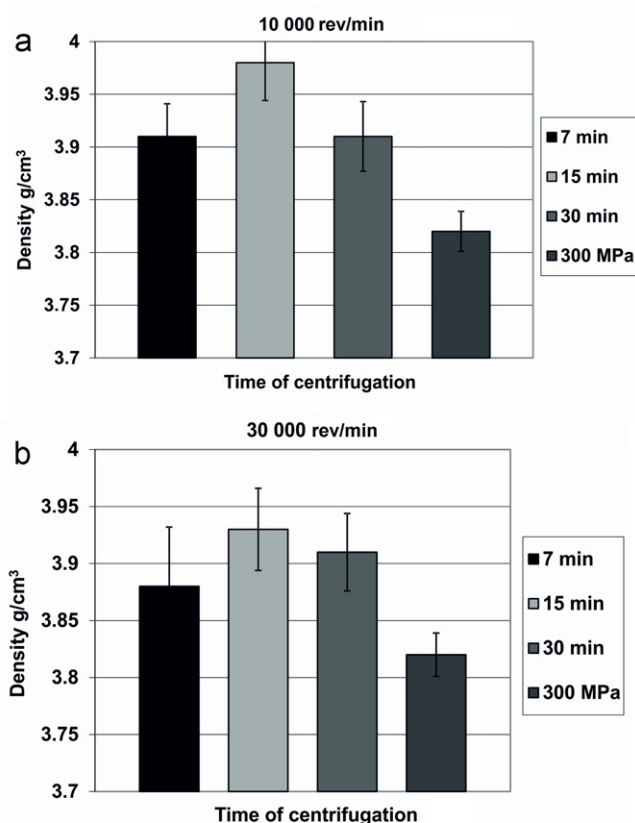 a
10 000 rev/min
Density g/cm³
4
3.95
3.9
3.85
3.8
3.75
3.7
Time of centrifugation
7 min
15 min
30 min
300 MPa
b
30 000 rev/min
Density g/cm³
4
3.95
3.9
3.85
3.8
3.75
3.7
Time of centrifugation
7 min
15 min
30 min
300 MPa